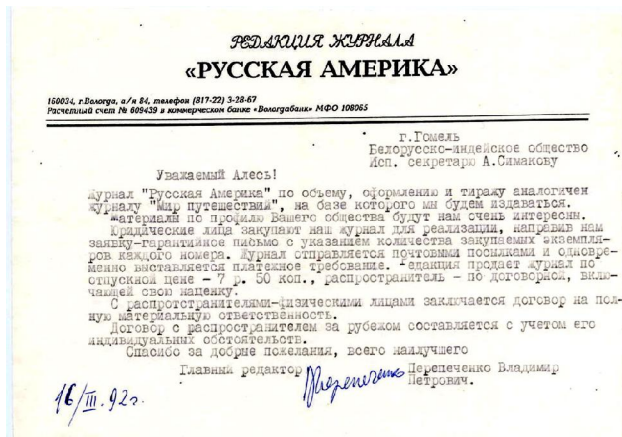 РЕДАКЦИЯ ЖУРНАЛА
«РУССКАЯ АМЕРИКА»
160034, г.Вологда, а/я 84, телефон (817-22) 3-28-67
Расчетный счет № 609439 в коммерческом банке «Вологдабанк» МФО 108065
г.Гомель
Белорусско-индейское общество
Исп. секретарю А.Симакову
Уважаемый Алесь!
Журнал "Русская Америка" по объему, оформлению и тиражу аналогичен
журналу "Мир путешествий", на базе которого мы будем издаваться.
Материалы по профилю Вашего общества будут нам очень интересны.
Юридические лица закупают наш журнал для реализации, направив нам
заявку-гарантийное письмо с указанием количества закупаемых экземпля-
ров каждого номера. Журнал отправляется почтовыми посылками и одновре-
менно выставляется платежное требование. Редакция продает журнал по
отпускной цене - 7 р. 50 коп., распространитель - по договорной, вклю-
чающей свою наценку.
С распространителями-физическими лицами заключается договор на пол-
ную материальную ответственность.
Договор с распространителем за рубежом составляется с учетом его
индивидуальных обстоятельств.
Спасибо за добрые пожелания, всего наилучшего
Главный редактор Перепеченко Перепеченко Владимир
Петрович.
16/III.92г.